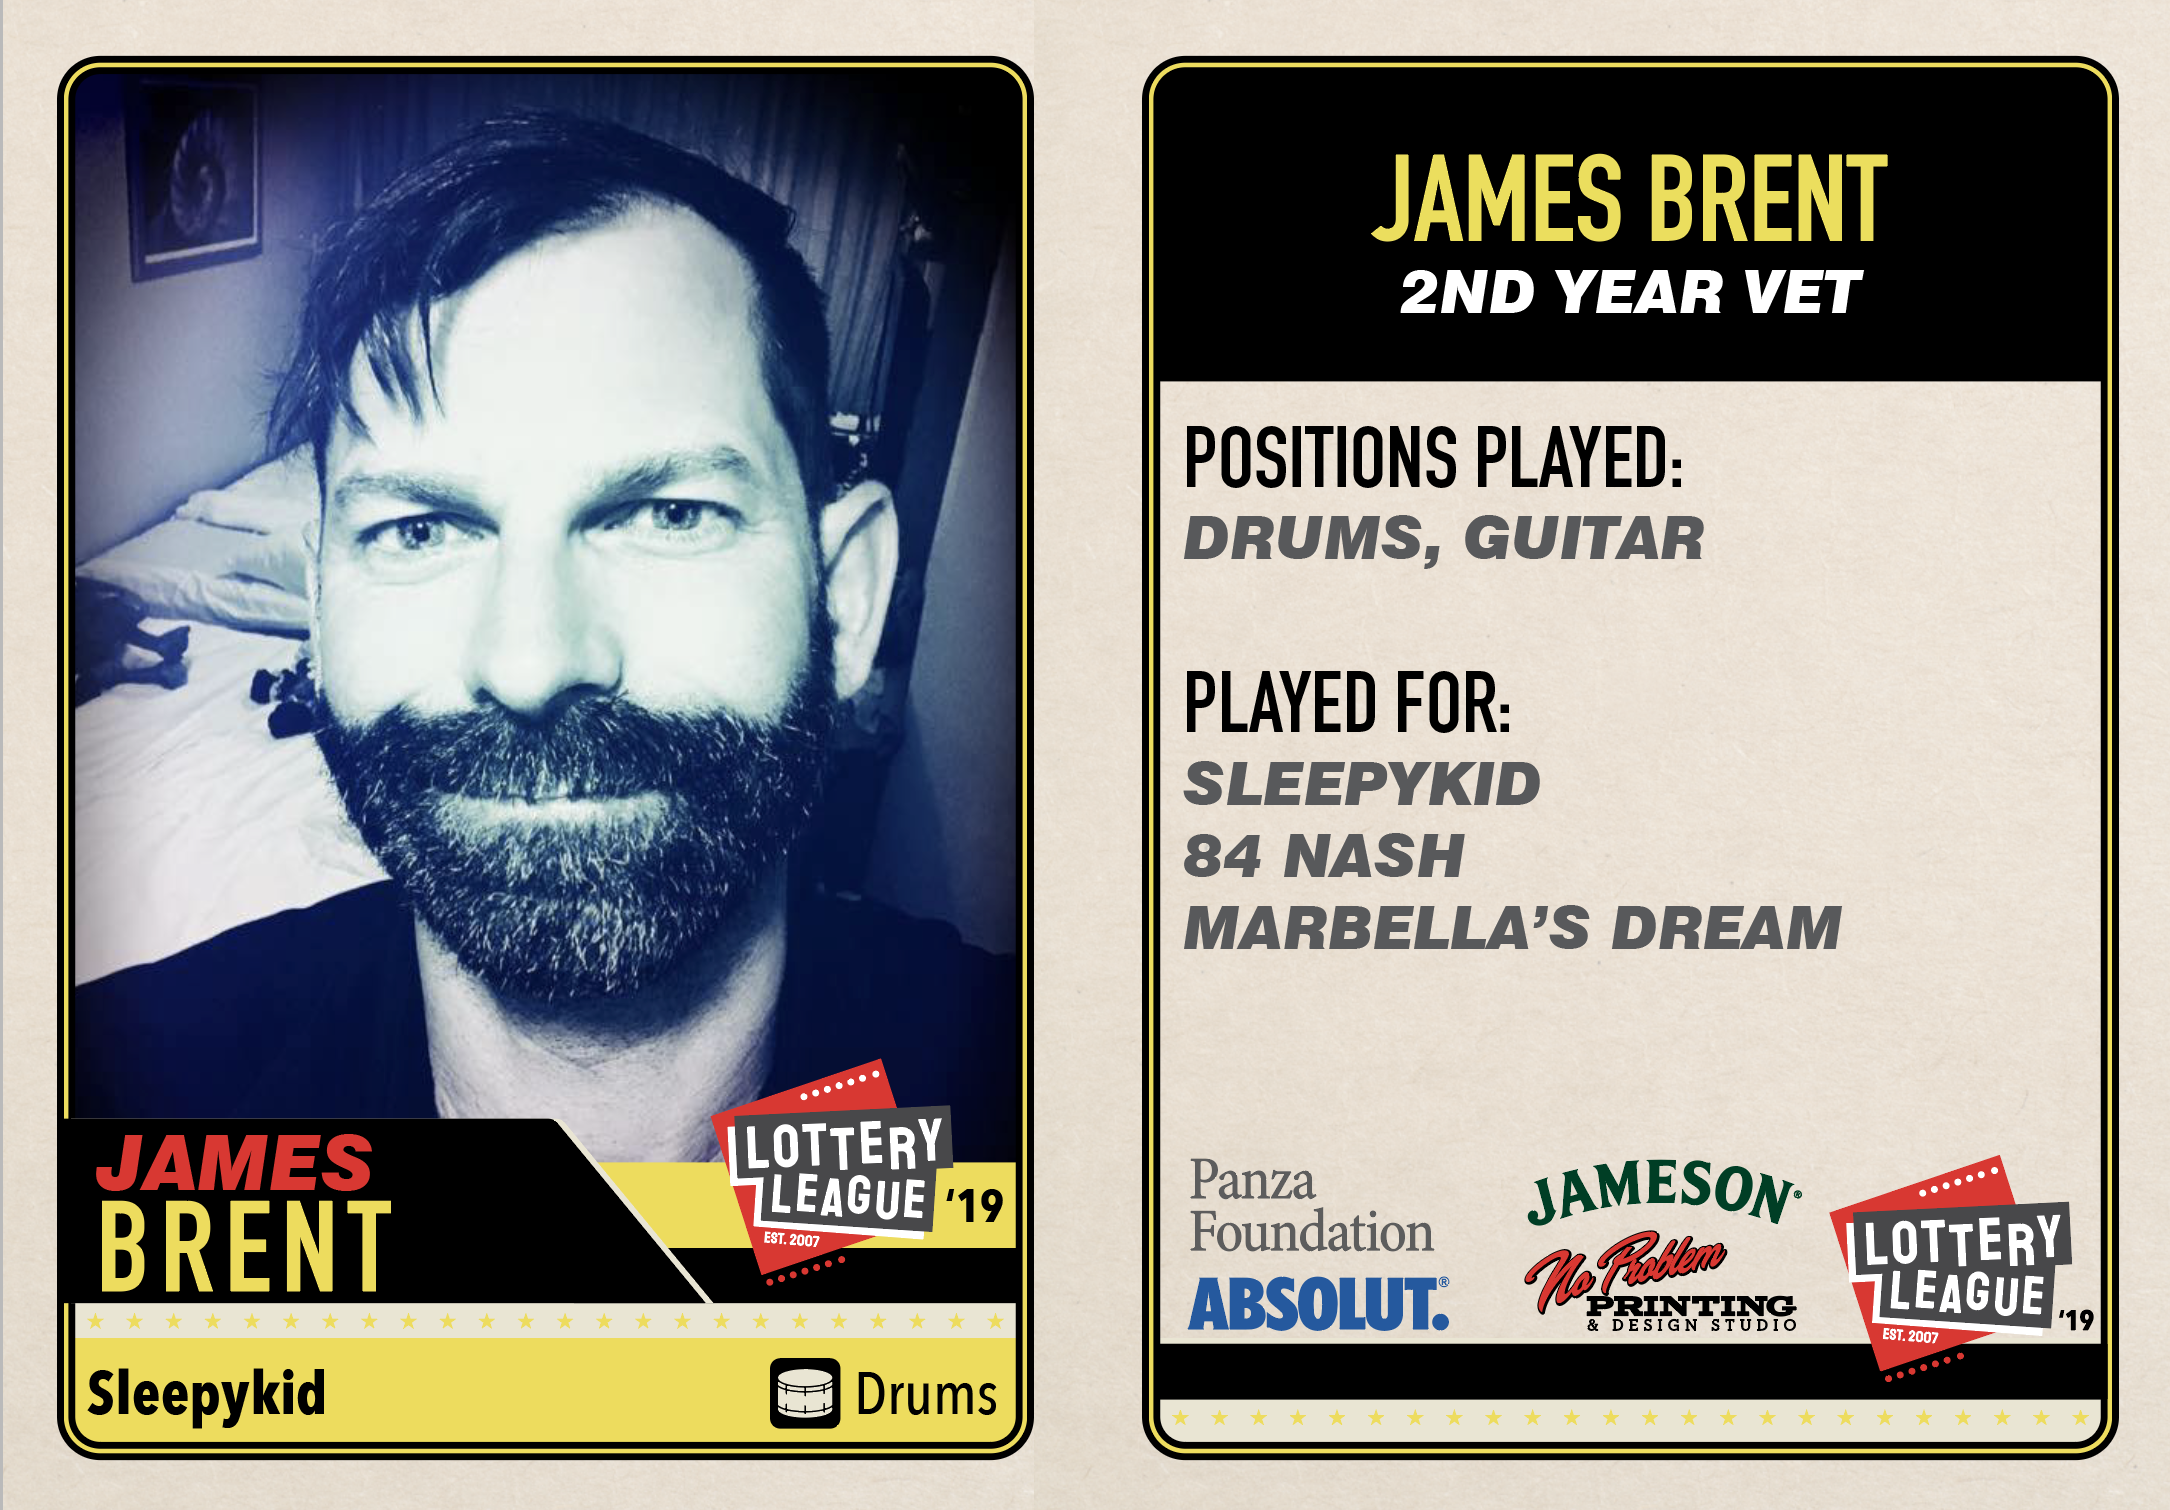 JAMES
BRENT
LOTTERY
LEAGUE
'19
EST. 2007
Sleepykid
Drums
JAMES BRENT
2ND YEAR VET
POSITIONS PLAYED:
DRUMS, GUITAR
PLAYED FOR:
SLEEPYKID
84 NASH
MARBELLA'S DREAM
Panza
Foundation
ABSOLUT.®
JAMESON®
No Problem
PRINTING
& DESIGN STUDIO
LOTTERY
LEAGUE
'19
EST. 2007